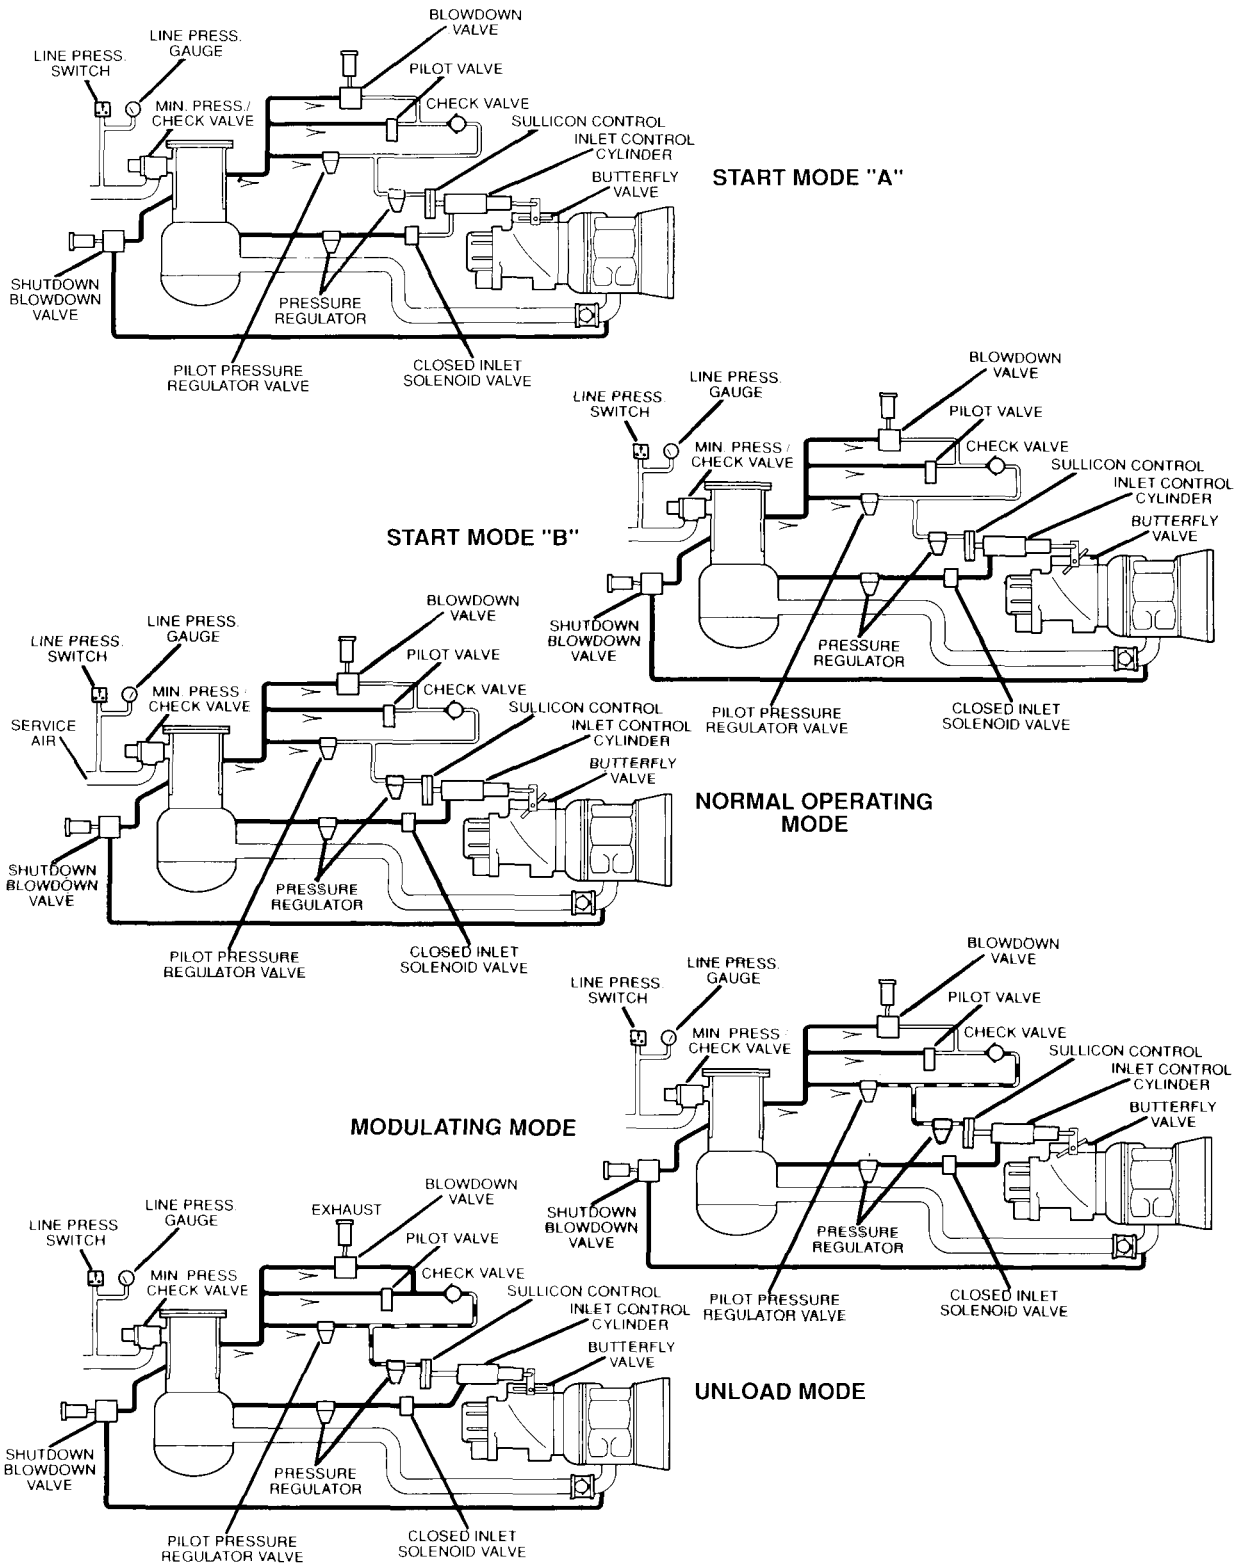 BLOWDOWN
VALVE
LINE PRESS.
GAUGE
LINE PRESS.
SWITCH
PILOT VALVE
MIN. PRESS./
CHECK VALVE
CHECK VALVE
SULLICON CONTROL
INLET CONTROL
CYLINDER
BUTTERFLY
VALVE
START MODE "A"
SHUTDOWN
BLOWDOWN
VALVE
PRESSURE
REGULATOR
PILOT PRESSURE
REGULATOR VALVE
CLOSED INLET
SOLENOID VALVE
BLOWDOWN
VALVE
LINE PRESS.
GAUGE
LINE PRESS.
SWITCH
PILOT VALVE
MIN. PRESS /
CHECK VALVE
CHECK VALVE
SULLICON CONTROL
INLET CONTROL
CYLINDER
BUTTERFLY
VALVE
START MODE "B"
SHUTDOWN
BLOWDOWN
VALVE
PRESSURE
REGULATOR
PILOT PRESSURE
REGULATOR VALVE
CLOSED INLET
SOLENOID VALVE
BLOWDOWN
VALVE
LINE PRESS.
GAUGE
LINE PRESS.
SWITCH
PILOT VALVE
MIN. PRESS /
CHECK VALVE
CHECK VALVE
SERVICE
AIR
SULLICON CONTROL
INLET CONTROL
CYLINDER
BUTTERFLY
VALVE
NORMAL OPERATING
MODE
SHUTDOWN
BLOWDOWN
VALVE
PRESSURE
REGULATOR
PILOT PRESSURE
REGULATOR VALVE
CLOSED INLET
SOLENOID VALVE
BLOWDOWN
VALVE
LINE PRESS.
GAUGE
LINE PRESS.
SWITCH
PILOT VALVE
MIN PRESS /
CHECK VALVE
CHECK VALVE
SULLICON CONTROL
INLET CONTROL
CYLINDER
BUTTERFLY
VALVE
MODULATING MODE
SHUTDOWN
BLOWDOWN
VALVE
PRESSURE
REGULATOR
PILOT PRESSURE
REGULATOR VALVE
CLOSED INLET
SOLENOID VALVE
BLOWDOWN
VALVE
EXHAUST
LINE PRESS.
GAUGE
LINE PRESS
SWITCH
PILOT VALVE
MIN PRESS
CHECK VALVE
CHECK VALVE
SULLICON CONTROL
INLET CONTROL
CYLINDER
BUTTERFLY
VALVE
UNLOAD MODE
SHUTDOWN
BLOWDOWN
VALVE
PRESSURE
REGULATOR
PILOT PRESSURE
REGULATOR VALVE
CLOSED INLET
SOLENOID VALVE